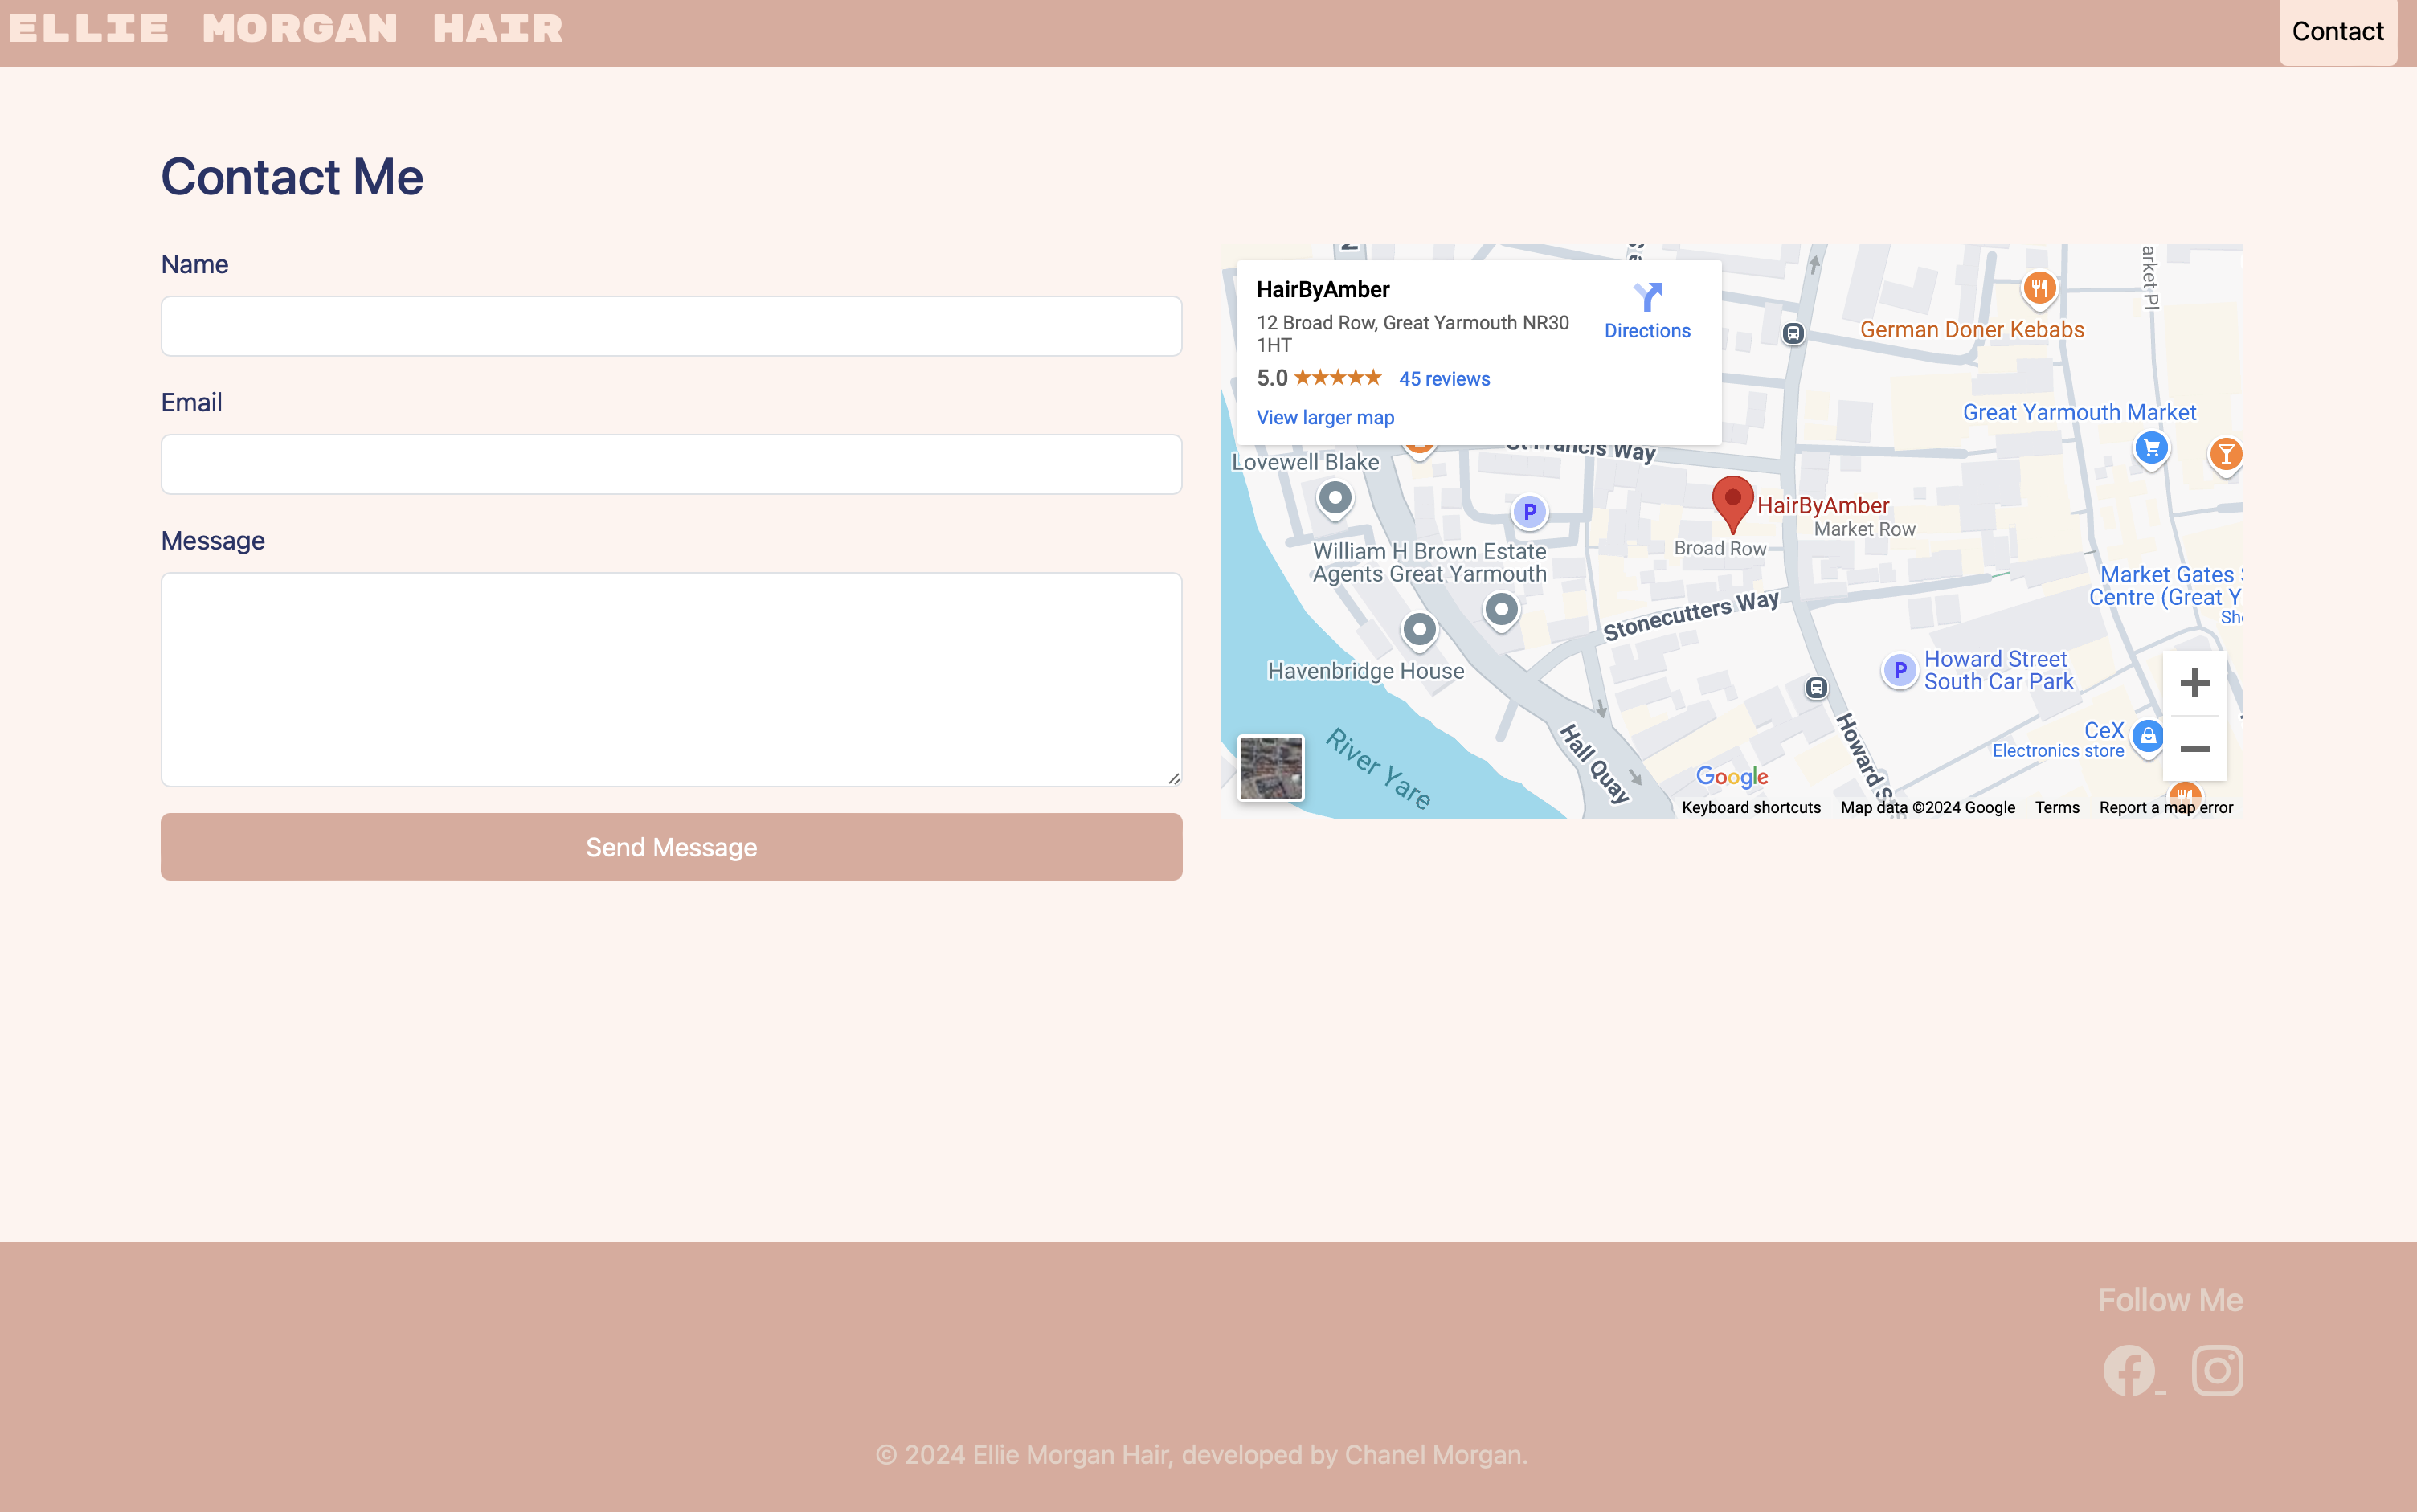 ELLIE MORGAN HAIR
Contact
Contact Me
Name
Email
Message
Send Message
HairByAmber
12 Broad Row, Great Yarmouth NR30
1HT
Directions
5.0
45 reviews
View larger map
German Doner Kebabs
Great Yarmouth Market
Lovewell Blake
St Francis Way
P
HairByAmber
Market Row
Broad Row
William H Brown Estate
Agents Great Yarmouth
Stonecutters Way
Market Gates
Centre (Great Y
Havenbridge House
P
Howard Street
South Car Park
CeX
Electronics store
River Yare
Hall Quay
Howard
Google
Keyboard shortcuts
Map data ©2024 Google
Terms
Report a map error
Follow Me
© 2024 Ellie Morgan Hair, developed by Chanel Morgan.